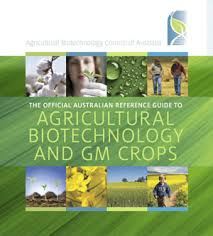 Agricultural Biotechnology Council of Australia
THE OFFICIAL AUSTRALIAN REFERENCE GUIDE TO
AGRICULTURAL
BIOTECHNOLOGY
AND GM CROPS